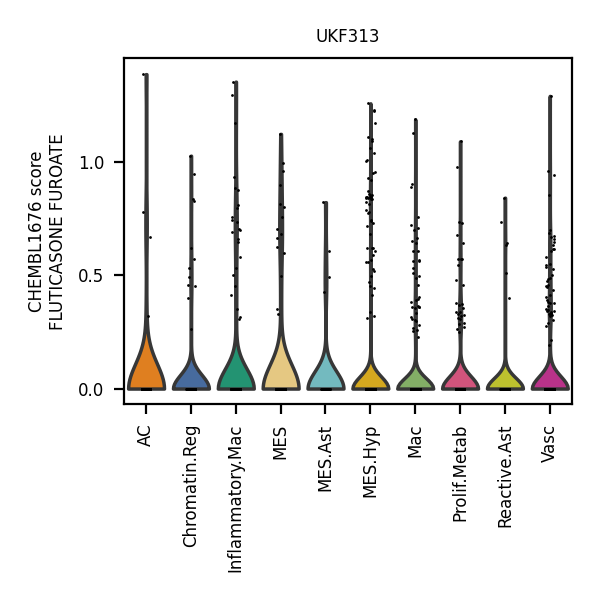 UKF313
CHEMBL1676 score
FLUTICASONE FUROATE
1.0
0.5
0.0
AC
Chromatin.Reg
Inflammatory.Mac
MES
MES.Ast
MES.Hyp
Mac
Prolif.Metab
Reactive.Ast
Vasc